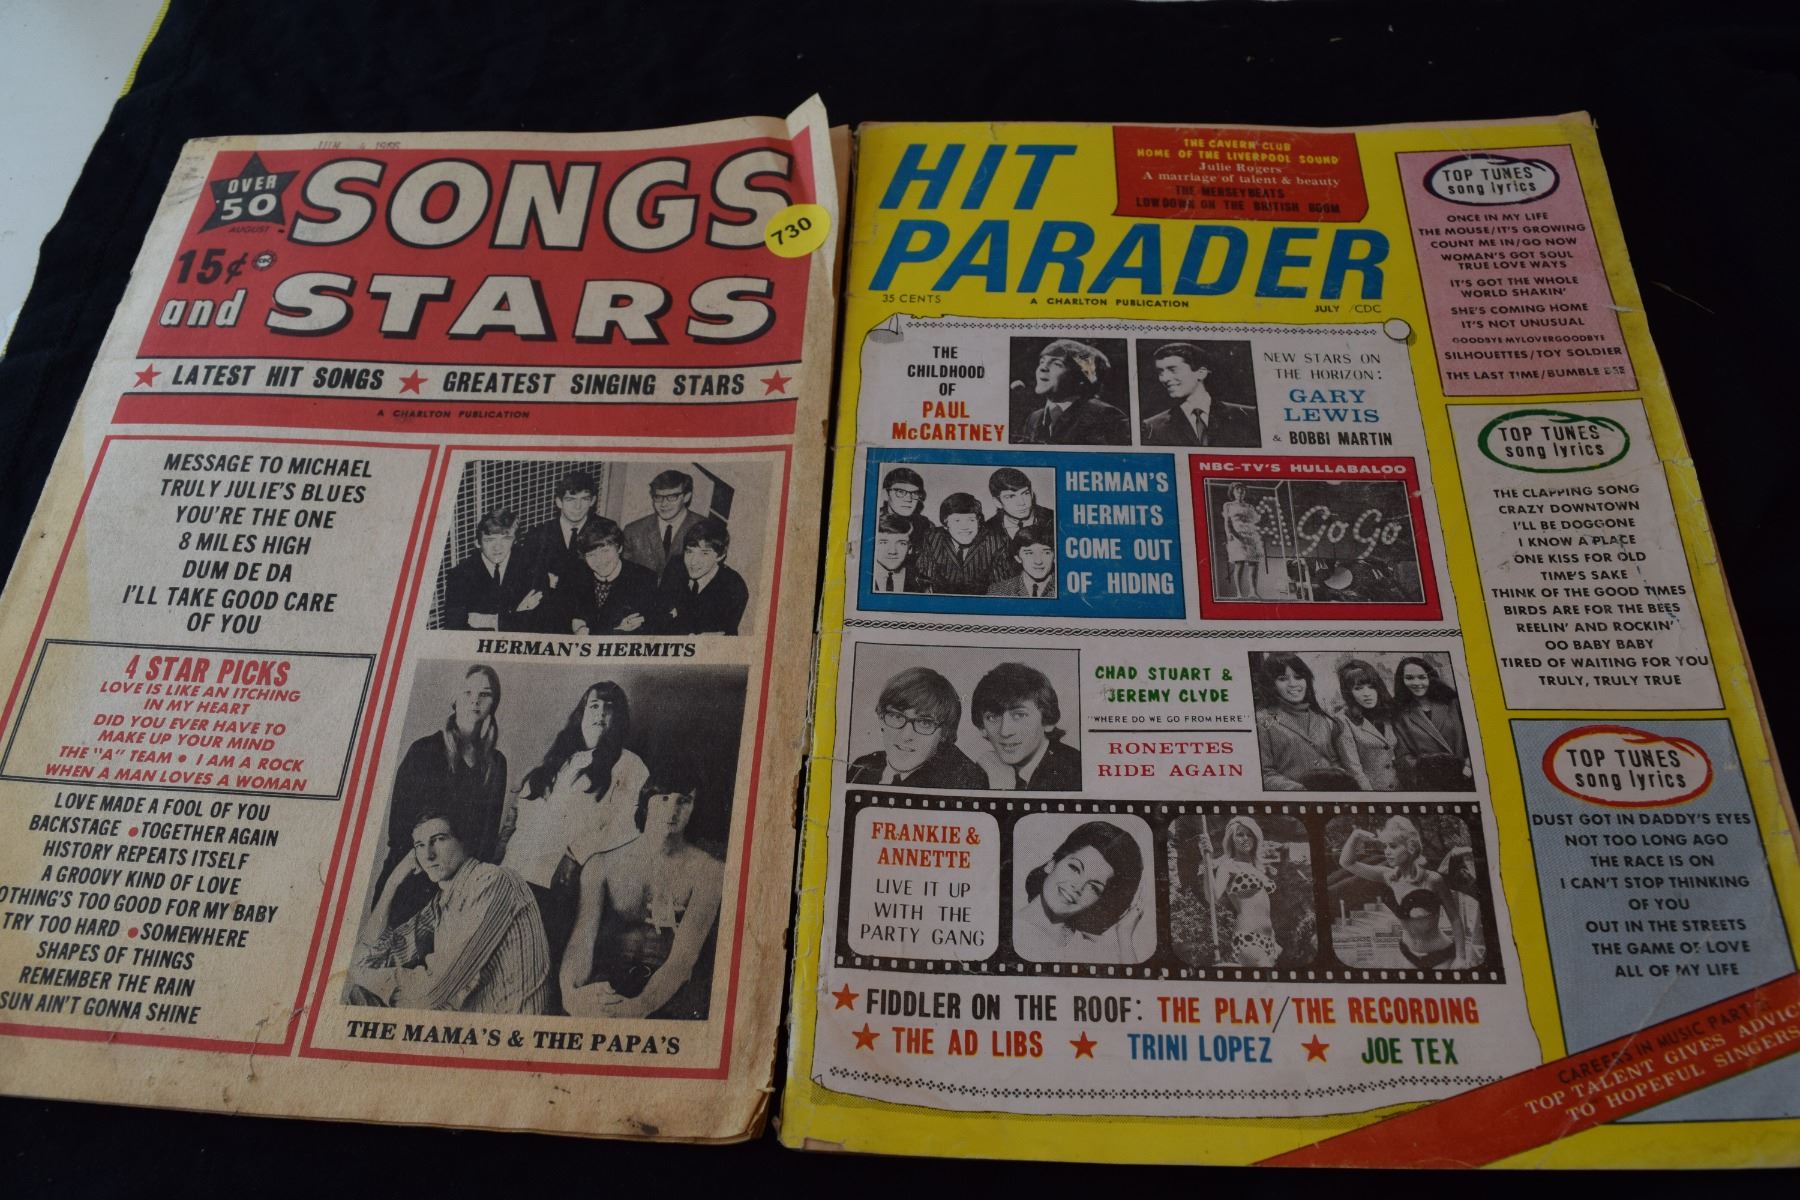 JUN 4 1966
OVER
50
AUGUST
SONGS
15¢
and STARS
730
LATEST HIT SONGS ★ GREATEST SINGING STARS
A CHARLTON PUBLICATION
MESSAGE TO MICHAEL
TRULY JULIE'S BLUES
YOU'RE THE ONE
8 MILES HIGH
DUM DE DA
I'LL TAKE GOOD CARE
OF YOU
4 STAR PICKS
LOVE IS LIKE AN ITCHING
IN MY HEART
DID YOU EVER HAVE TO
MAKE UP YOUR MIND
THE "A" TEAM • I AM A ROCK
WHEN A MAN LOVES A WOMAN
LOVE MADE A FOOL OF YOU
BACKSTAGE • TOGETHER AGAIN
HISTORY REPEATS ITSELF
A GROOVY KIND OF LOVE
OTHING'S TOO GOOD FOR MY BABY
TRY TOO HARD • SOMEWHERE
SHAPES OF THINGS
REMEMBER THE RAIN
SUN AIN'T GONNA SHINE
HERMAN'S HERMITS
THE MAMA'S & THE PAPA'S
HIT
PARADER
THE CAVERN CLUB
HOME OF THE LIVERPOOL SOUND
Julie Rogers
A marriage of talent & beauty
THE MERSEYBEATS
LOWDOWN ON THE BRITISH BOOM
35 CENTS
A CHARLTON PUBLICATION
JULY / CDC
THE
CHILDHOOD
OF
PAUL
McCARTNEY
NEW STARS ON
THE HORIZON:
GARY
LEWIS
& BOBBI MARTIN
HERMAN'S
HERMITS
COME OUT
OF HIDING
NBC-TV'S HULLABALOO
A Go Go
CHAD STUART &
JEREMY CLYDE
"WHERE DO WE GO FROM HERE"
RONETTES
RIDE AGAIN
FRANKIE &
ANNETTE
LIVE IT UP
WITH THE
PARTY GANG
★ FIDDLER ON THE ROOF: THE PLAY/THE RECORDING
★ THE AD LIBS ★ TRINI LOPEZ ★ JOE TEX
TOP TUNES
song lyrics
ONCE IN MY LIFE
THE MOUSE/IT'S GROWING
COUNT ME IN/GO NOW
WOMAN'S GOT SOUL
TRUE LOVE WAYS
IT'S GOT THE WHOLE
WORLD SHAKIN'
SHE'S COMING HOME
IT'S NOT UNUSUAL
GOODBYE MYLOVERGOODBYE
SILHOUETTES/TOY SOLDIER
THE LAST TIME/BUMBLE BEE
TOP TUNES
song lyrics
THE CLAPPING SONG
CRAZY DOWNTOWN
I'LL BE DOGGONE
I KNOW A PLACE
ONE KISS FOR OLD
TIME'S SAKE
THINK OF THE GOOD TIMES
BIRDS ARE FOR THE BEES
REELIN' AND ROCKIN'
OO BABY BABY
TIRED OF WAITING FOR YOU
TRULY, TRULY TRUE
TOP TUNES
song lyrics
DUST GOT IN DADDY'S EYES
NOT TOO LONG AGO
THE RACE IS ON
I CAN'T STOP THINKING
OF YOU
OUT IN THE STREETS
THE GAME OF LOVE
ALL OF MY LIFE
CAREERS IN MUSIC PART
TOP TALENT GIVES ADVIC
TO HOPEFUL SINGERS